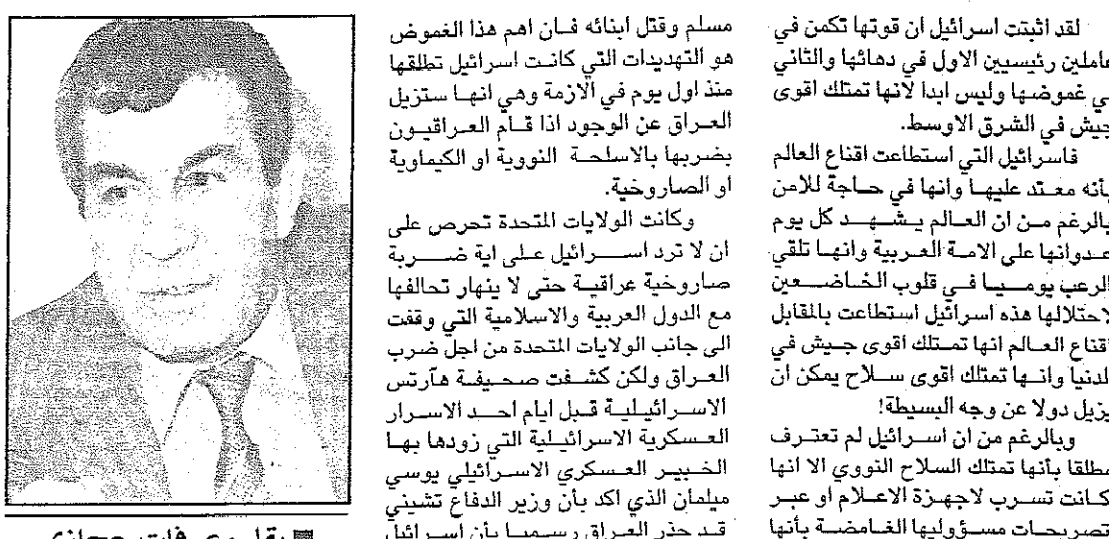 لقد اثبتت اسرائيل ان قوتها تكمن في
عاملين رئيسيين الاول في دهائها والثاني
في غموضها وليس ابدا لانها تمتلك اقوى
جيش في الشرق الاوسط.
فاسرائيل التي استطاعت اقناع العالم
بأنه معتد عليها وانها في حاجة للامن
بالرغم من ان العالم يشهد كل يوم
عدوانها على الامة العربية وانها تلقي
الرعب يوميا في قلوب الخاضعين
لاحتلالها هذه اسرائيل استطاعت بالمقابل
اقناع العالم انها تمتلك اقوى جيش في
الدنيا وانها تمتلك اقوى سلاح يمكن ان
يزيل دولا عن وجه البسيطة!
وبالرغم من ان اسرائيل لم تعترف
مطلقا بأنها تمتلك السلاح النووي الا انها
كانت تسرب لاجهزة الاعلام او عبر
تصريحات مسؤوليها الغامضة بأنها
مسلم وقتل ابنائه فان اهم هذا الغموض
هو التهديدات التي كانت اسرائيل تطلقها
منذ اول يوم في الازمة وهي انها ستزيل
العراق عن الوجود اذا قام العراقيون
بضربها بالاسلحة النووية او الكيماوية
او الصاروخية.
وكانت الولايات المتحدة تحرص على
ان لا ترد اسرائيل على اية ضربة
صاروخية عراقية حتى لا ينهار تحالفها
مع الدول العربية والاسلامية التي وقفت
الى جانب الولايات المتحدة من اجل ضرب
العراق ولكن كشفت صحيفة هآرتس
الاسرائيلية قبل ايام احد الاسرار
العسكرية الاسرائيلية التي زودها بها
الخبير العسكري الاسرائيلي يوسي
ميلمان الذي اكد بأن وزير الدفاع تشيني
قد حذر العراق رسميا بأن اسرائيل